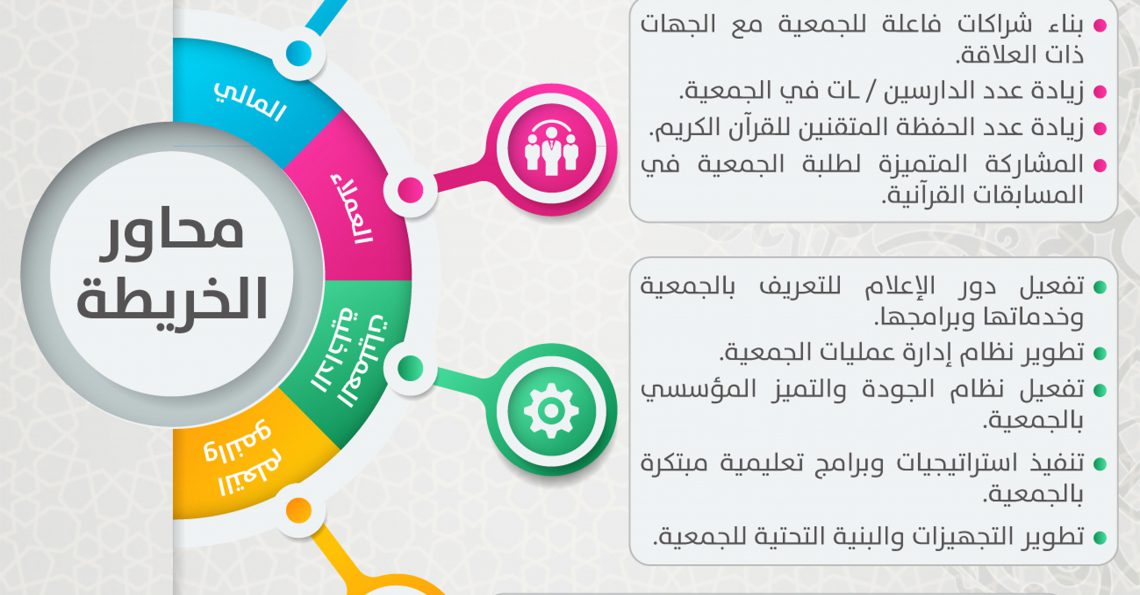 محاور
الخريطة
المالي
العملاء
العمليات
الداخلية
التعلم
والنمو
بناء شراكات فاعلة للجمعية مع الجهات
ذات العلاقة.
زيادة عدد الدارسين / ـات في الجمعية.
زيادة عدد الحفظة المتقنين للقرآن الكريم.
المشاركة المتميزة لطلبة الجمعية في
المسابقات القرآنية.
تفعيل دور الإعلام للتعريف بالجمعية
وخدماتها وبرامجها.
تطوير نظام إدارة عمليات الجمعية.
تفعيل نظام الجودة والتميز المؤسسي
بالجمعية.
تنفيذ استراتيجيات وبرامج تعليمية مبتكرة
بالجمعية.
تطوير التجهيزات والبنية التحتية للجمعية.